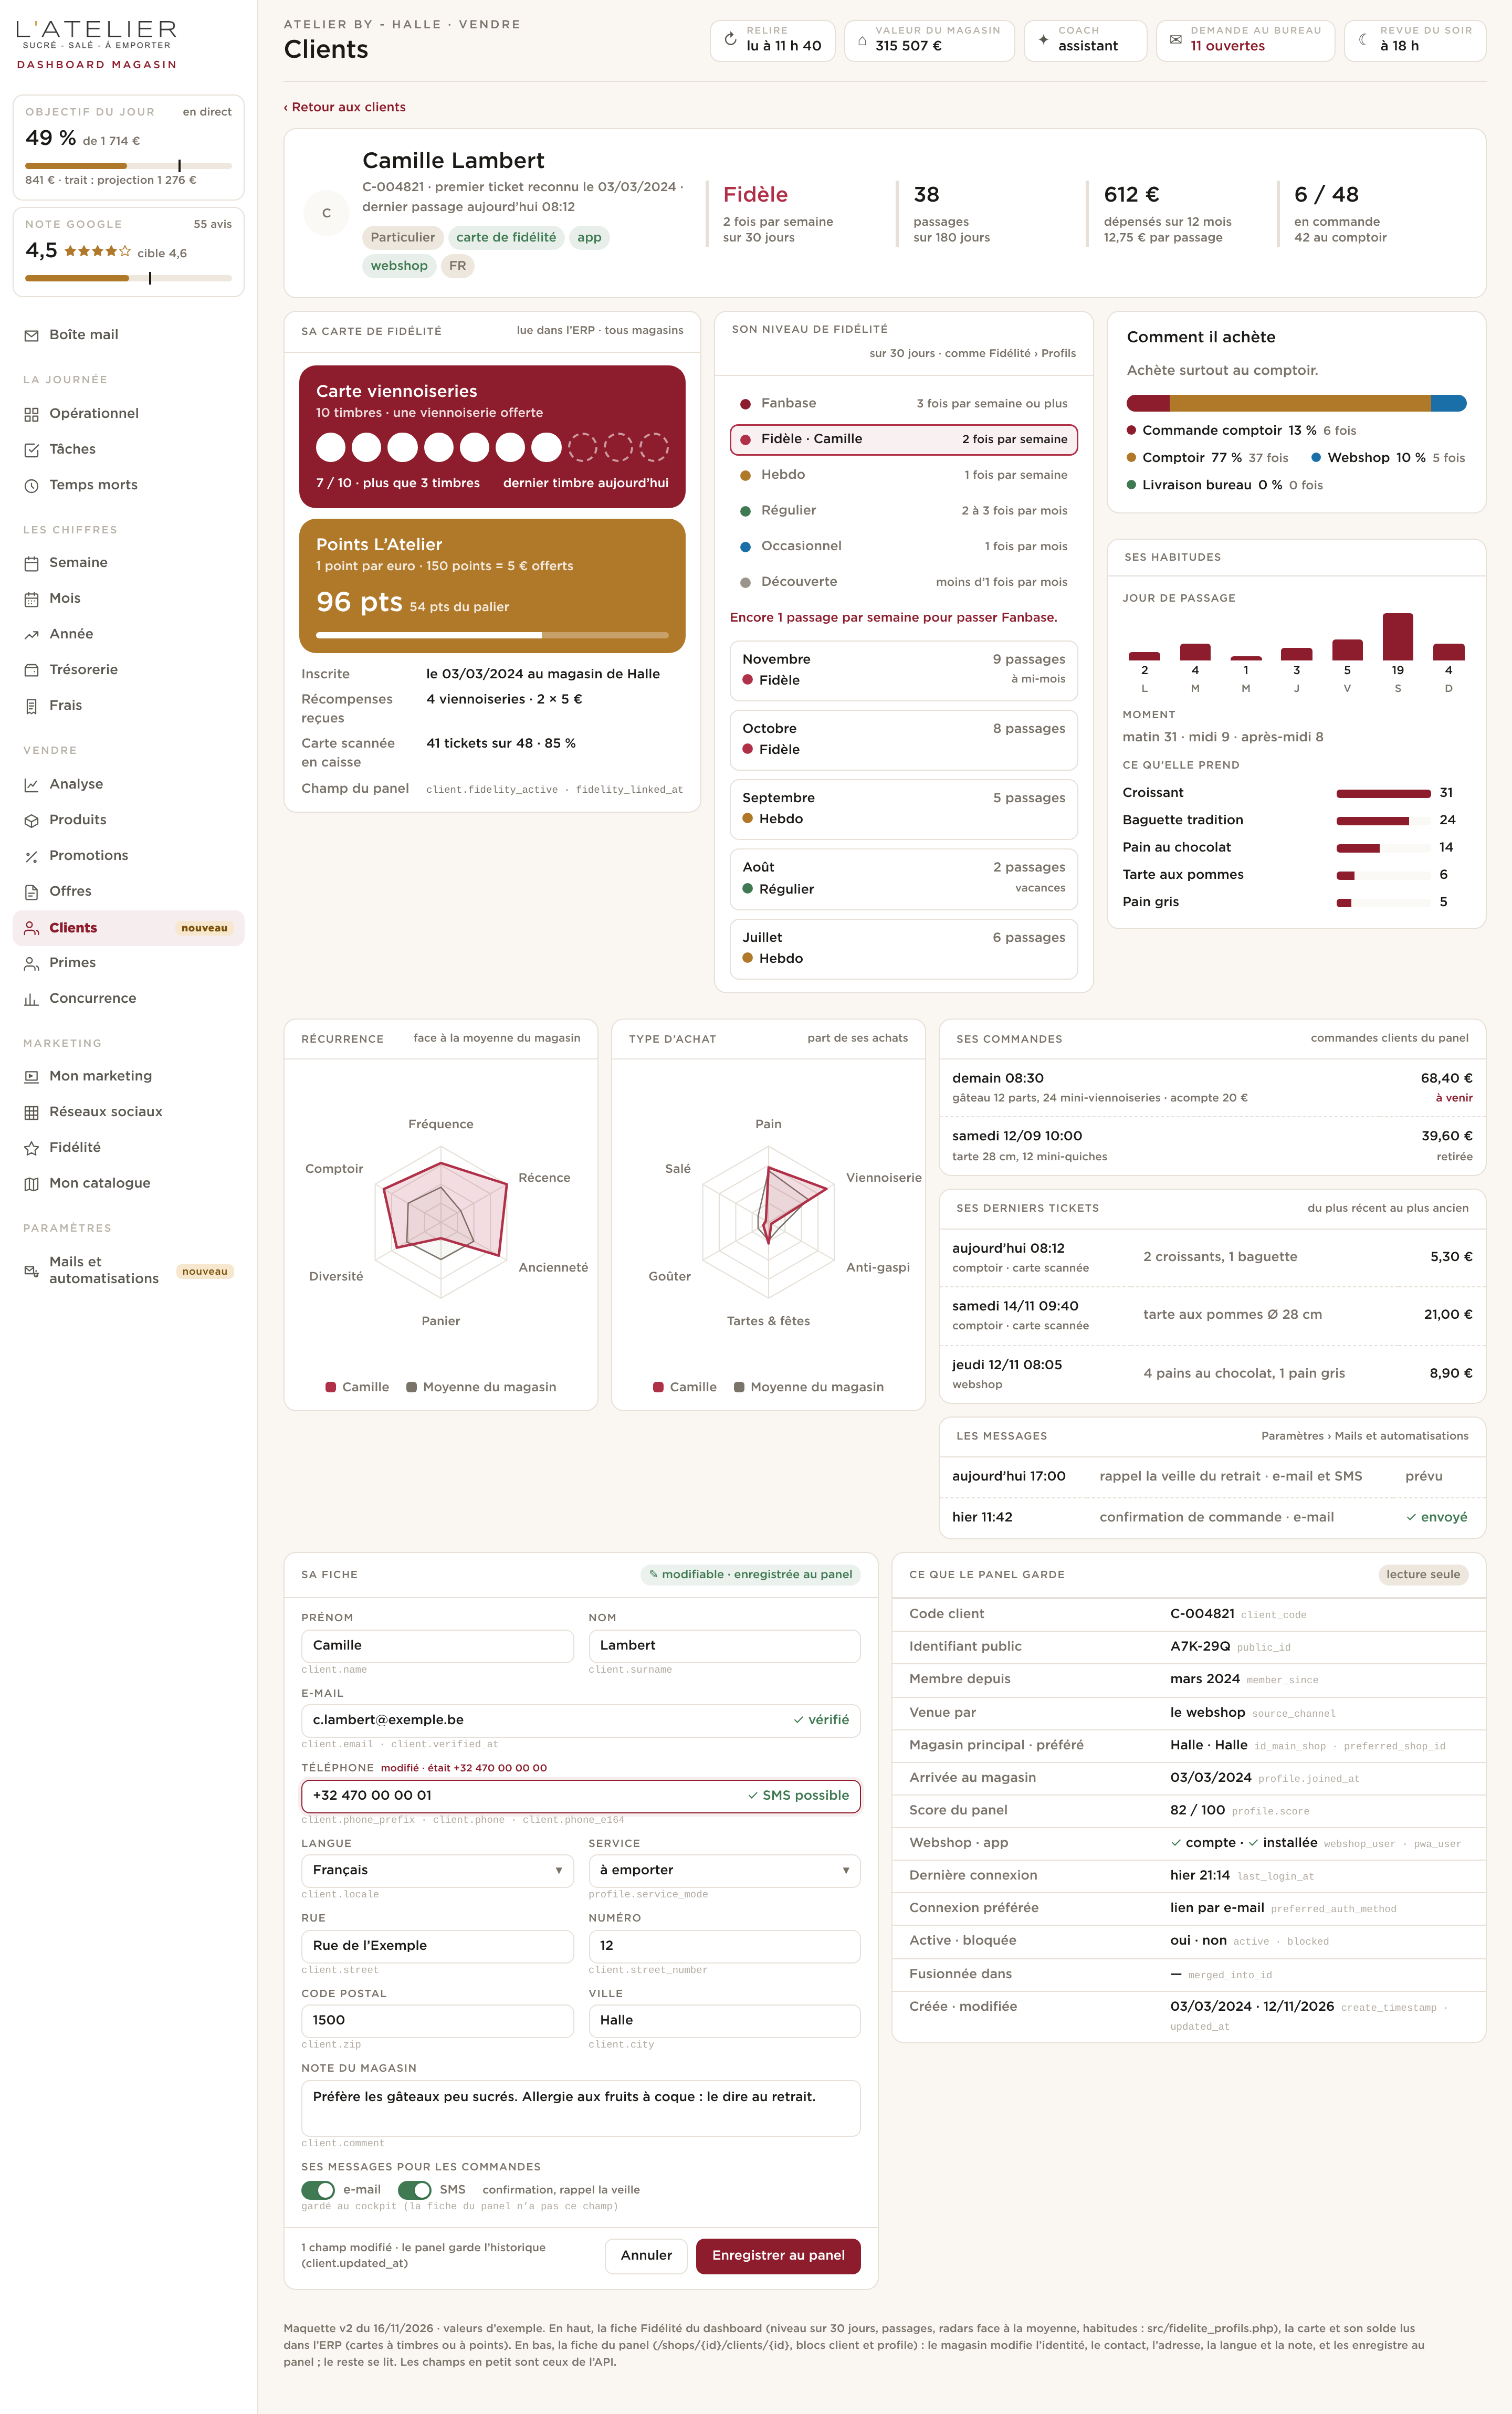 L'ATELIER
SUCRÉ - SALÉ - À EMPORTER
DASHBOARD MAGASIN
OBJECTIF DU JOUR en direct
49 % de 1 714 €
841 € · trait : projection 1 276 €
NOTE GOOGLE 55 avis
4,5 ★★★★☆ cible 4,6
Boîte mail
LA JOURNÉE
Opérationnel
Tâches
Temps morts
LES CHIFFRES
Semaine
Mois
Année
Trésorerie
Frais
VENDRE
Analyse
Produits
Promotions
Offres
Clients nouveau
Primes
Concurrence
MARKETING
Mon marketing
Réseaux sociaux
Fidélité
Mon catalogue
PARAMÈTRES
Mails et
automatisations nouveau
ATELIER BY - HALLE · VENDRE
Clients
RELIRE
lu à 11 h 40
VALEUR DU MAGASIN
315 507 €
COACH
assistant
DEMANDE AU BUREAU
11 ouvertes
REVUE DU SOIR
à 18 h
‹ Retour aux clients
C
Camille Lambert
C-004821 · premier ticket reconnu le 03/03/2024 ·
dernier passage aujourd’hui 08:12
Particulier carte de fidélité app
webshop FR
Fidèle
2 fois par semaine
sur 30 jours
38
passages
sur 180 jours
612 €
dépensés sur 12 mois
12,75 € par passage
6 / 48
en commande
42 au comptoir
SA CARTE DE FIDÉLITÉ lue dans l’ERP · tous magasins
Carte viennoiseries
10 timbres · une viennoiserie offerte
7 / 10 · plus que 3 timbres dernier timbre aujourd’hui
Points L’Atelier
1 point par euro · 150 points = 5 € offerts
96 pts 54 pts du palier
Inscrite le 03/03/2024 au magasin de Halle
Récompenses 4 viennoiseries · 2 × 5 €
reçues
Carte scannée 41 tickets sur 48 · 85 %
en caisse
Champ du panel client.fidelity_active · fidelity_linked_at
SON NIVEAU DE FIDÉLITÉ
sur 30 jours · comme Fidélité › Profils
Fanbase 3 fois par semaine ou plus
Fidèle · Camille 2 fois par semaine
Hebdo 1 fois par semaine
Régulier 2 à 3 fois par mois
Occasionnel 1 fois par mois
Découverte moins d’1 fois par mois
Encore 1 passage par semaine pour passer Fanbase.
Novembre 9 passages
Fidèle à mi-mois
Octobre 8 passages
Fidèle
Septembre 5 passages
Hebdo
Août 2 passages
Régulier vacances
Juillet 6 passages
Hebdo
Comment il achète
Achète surtout au comptoir.
Commande comptoir 13 % 6 fois
Comptoir 77 % 37 fois Webshop 10 % 5 fois
Livraison bureau 0 % 0 fois
SES HABITUDES
JOUR DE PASSAGE
2 4 1 3 5 19 4
L M M J V S D
MOMENT
matin 31 · midi 9 · après-midi 8
CE QU’ELLE PREND
Croissant 31
Baguette tradition 24
Pain au chocolat 14
Tarte aux pommes 6
Pain gris 5
RÉCURRENCE face à la moyenne du magasin
Fréquence
Comptoir
Récence
Diversité
Ancienneté
Panier
Camille Moyenne du magasin
TYPE D’ACHAT part de ses achats
Pain
Salé
Viennoiserie
Goûter
Anti-gaspi
Tartes & fêtes
Camille Moyenne du magasin
SES COMMANDES commandes clients du panel
demain 08:30 68,40 €
gâteau 12 parts, 24 mini-viennoiseries · acompte 20 € à venir
samedi 12/09 10:00 39,60 €
tarte 28 cm, 12 mini-quiches retirée
SES DERNIERS TICKETS du plus récent au plus ancien
aujourd’hui 08:12 2 croissants, 1 baguette 5,30 €
comptoir · carte scannée
samedi 14/11 09:40 tarte aux pommes Ø 28 cm 21,00 €
comptoir · carte scannée
jeudi 12/11 08:05 4 pains au chocolat, 1 pain gris 8,90 €
webshop
LES MESSAGES Paramètres › Mails et automatisations
aujourd’hui 17:00 rappel la veille du retrait · e-mail et SMS prévu
hier 11:42 confirmation de commande · e-mail ✓ envoyé
SA FICHE ✎ modifiable · enregistrée au panel
PRÉNOM NOM
Camille Lambert
client.name client.surname
E-MAIL
c.lambert@exemple.be ✓ vérifié
client.email · client.verified_at
TÉLÉPHONE modifié · était +32 470 00 00 00
+32 470 00 00 01 ✓ SMS possible
client.phone_prefix · client.phone · client.phone_e164
LANGUE SERVICE
Français ▾ à emporter ▾
client.locale profile.service_mode
RUE NUMÉRO
Rue de l’Exemple 12
client.street client.street_number
CODE POSTAL VILLE
1500 Halle
client.zip client.city
NOTE DU MAGASIN
Préfère les gâteaux peu sucrés. Allergie aux fruits à coque : le dire au retrait.
client.comment
SES MESSAGES POUR LES COMMANDES
e-mail SMS confirmation, rappel la veille
gardé au cockpit (la fiche du panel n’a pas ce champ)
1 champ modifié · le panel garde l’historique
(client.updated_at)
Annuler Enregistrer au panel
CE QUE LE PANEL GARDE lecture seule
Code client C-004821 client_code
Identifiant public A7K-29Q public_id
Membre depuis mars 2024 member_since
Venue par le webshop source_channel
Magasin principal · préféré Halle · Halle id_main_shop · preferred_shop_id
Arrivée au magasin 03/03/2024 profile.joined_at
Score du panel 82 / 100 profile.score
Webshop · app ✓ compte · ✓ installée webshop_user · pwa_user
Dernière connexion hier 21:14 last_login_at
Connexion préférée lien par e-mail preferred_auth_method
Active · bloquée oui · non active · blocked
Fusionnée dans — merged_into_id
Créée · modifiée 03/03/2024 · 12/11/2026 create_timestamp ·
updated_at
Maquette v2 du 16/11/2026 · valeurs d’exemple. En haut, la fiche Fidélité du dashboard (niveau sur 30 jours, passages, radars face à la moyenne, habitudes : src/fidelite_profils.php), la carte et son solde lus
dans l’ERP (cartes à timbres ou à points). En bas, la fiche du panel (/shops/{id}/clients/{id}, blocs client et profile) : le magasin modifie l’identité, le contact, l’adresse, la langue et la note, et les enregistre au
panel ; le reste se lit. Les champs en petit sont ceux de l’API.